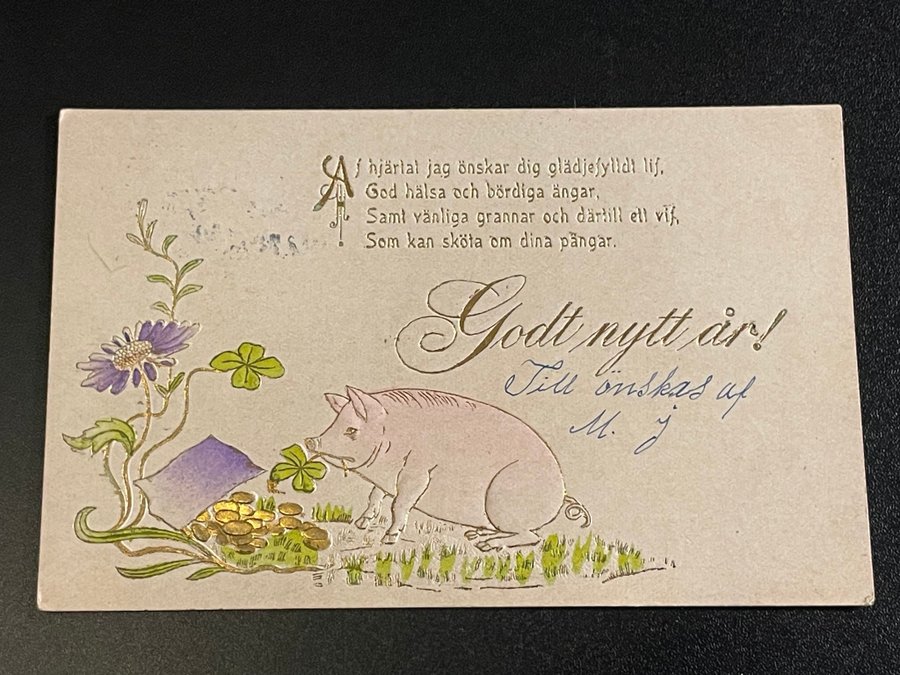 Af hjärtat jag önskar dig glädjefylldt lif,
God hälsa och bördiga ängar,
Samt vänliga grannar och därtill ett vif,
Som kan sköta om dina pängar.
Godt nytt år!
Till önskas af
M. J